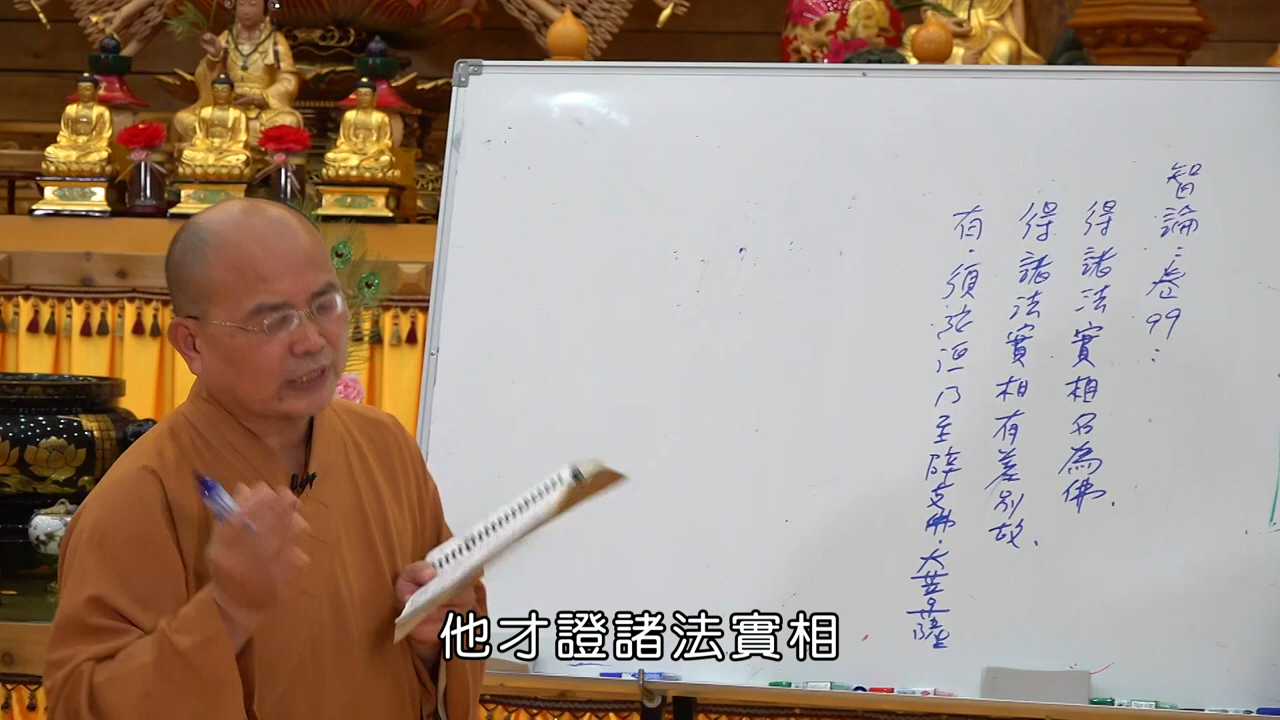 智論：卷99：
得諸法實相名為佛.
得諸法實相有差別故.
有．須陀洹乃至辟支佛．大菩薩
他才證諸法實相